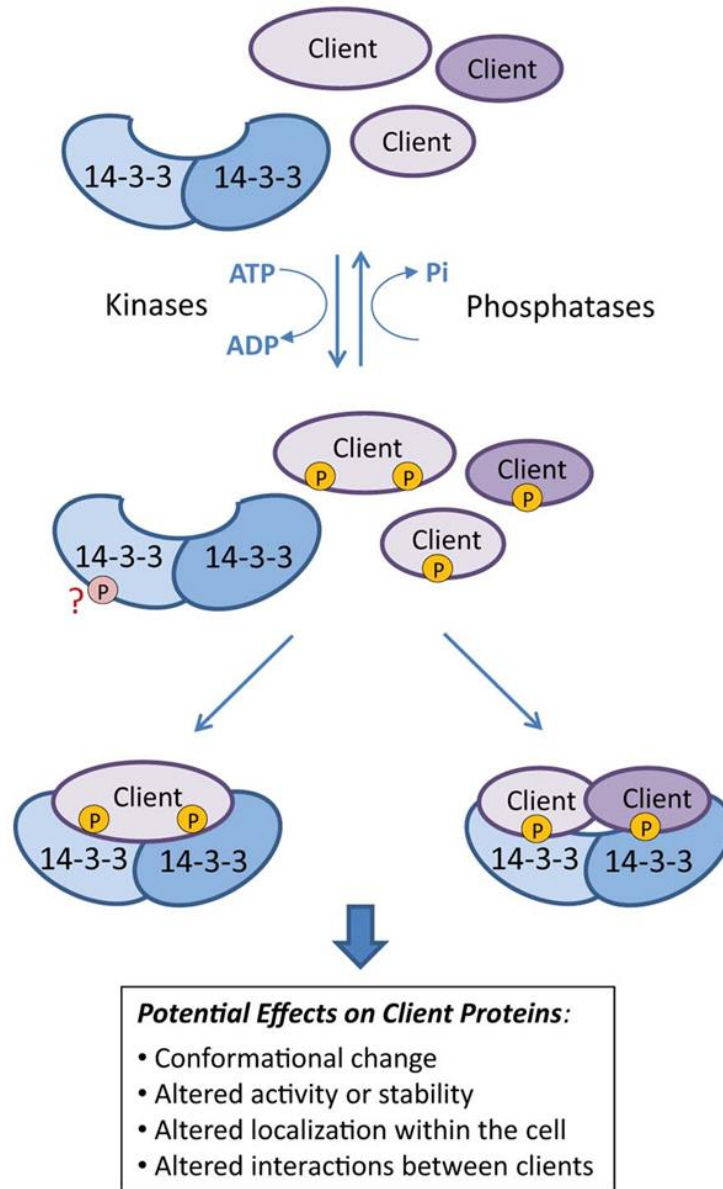 Client
Client
Client
14-3-3 14-3-3
ATP
Pi
Kinases
Phosphatases
ADP
Client
P P
Client
P
Client
P
14-3-3 14-3-3
P
?
Client
P P
14-3-3 14-3-3
Client Client
P P
14-3-3 14-3-3
Potential Effects on Client Proteins:
• Conformational change
• Altered activity or stability
• Altered localization within the cell
• Altered interactions between clients